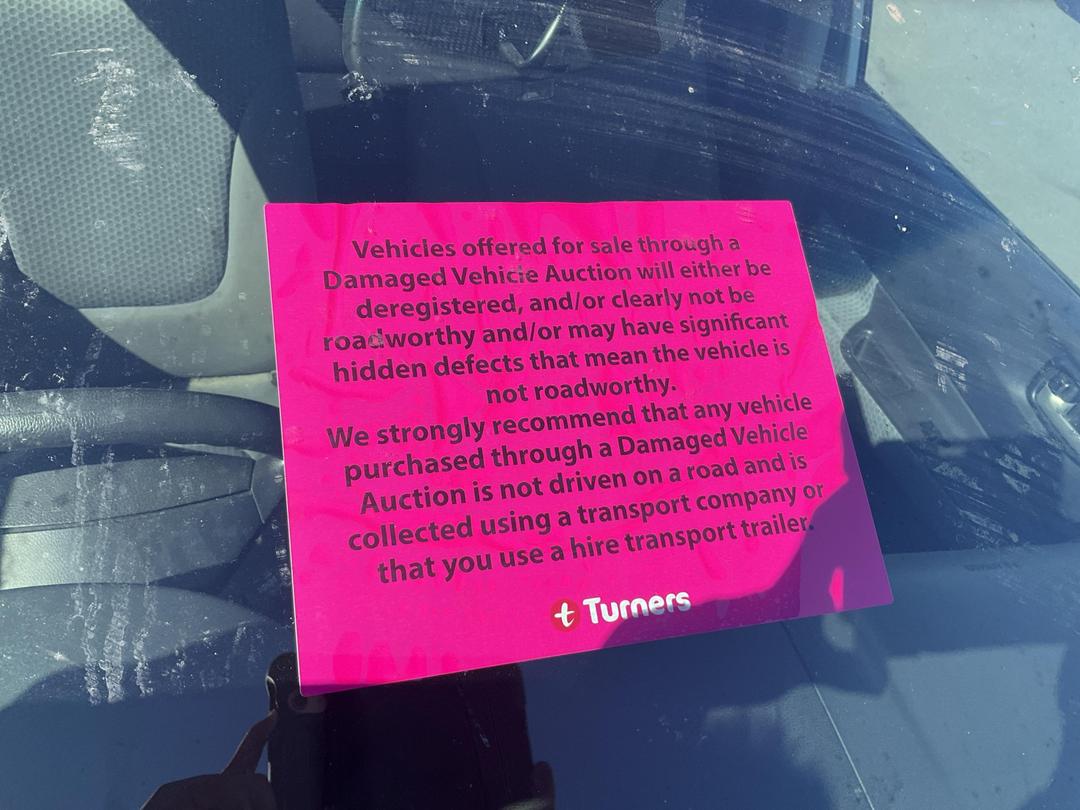 Vehicles offered for sale through a
Damaged Vehicle Auction will either be
deregistered, and/or clearly not be
roadworthy and/or may have significant
hidden defects that mean the vehicle is
not roadworthy.
We strongly recommend that any vehicle
purchased through a Damaged Vehicle
Auction is not driven on a road and is
collected using a transport company or
that you use a hire transport trailer.
t Turners